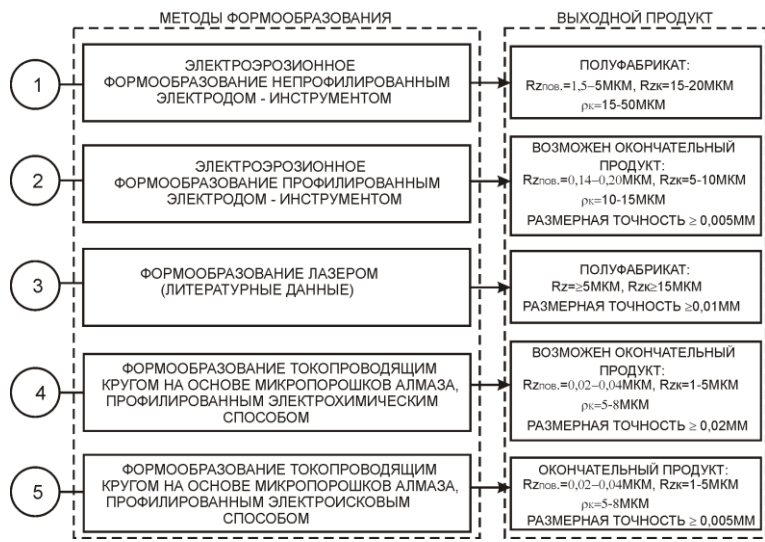 МЕТОДЫ ФОРМООБРАЗОВАНИЯ
ВЫХОДНОЙ ПРОДУКТ
1
ЭЛЕКТРОЭРОЗИОННОЕ
ФОРМООБРАЗОВАНИЕ НЕПРОФИЛИРОВАННЫМ
ЭЛЕКТРОДОМ - ИНСТРУМЕНТОМ
ПОЛУФАБРИКАТ:
Rzпов.=1,5–5МКМ, Rzк=15-20МКМ
ρк=15-50МКМ
2
ЭЛЕКТРОЭРОЗИОННОЕ
ФОРМООБРАЗОВАНИЕ ПРОФИЛИРОВАННЫМ
ЭЛЕКТРОДОМ - ИНСТРУМЕНТОМ
ВОЗМОЖЕН ОКОНЧАТЕЛЬНЫЙ
ПРОДУКТ:
Rzпов.=0,14–0,20МКМ, Rzк=5-10МКМ
ρк=10-15МКМ
РАЗМЕРНАЯ ТОЧНОСТЬ ≥ 0,005ММ
3
ФОРМООБРАЗОВАНИЕ ЛАЗЕРОМ
(ЛИТЕРАТУРНЫЕ ДАННЫЕ)
ПОЛУФАБРИКАТ:
Rz=≥5МКМ, Rzк≥15МКМ
РАЗМЕРНАЯ ТОЧНОСТЬ ≥0,01ММ
4
ФОРМООБРАЗОВАНИЕ ТОКОПРОВОДЯЩИМ
КРУГОМ НА ОСНОВЕ МИКРОПОРОШКОВ АЛМАЗА,
ПРОФИЛИРОВАННЫМ ЭЛЕКТРОХИМИЧЕСКИМ
СПОСОБОМ
ВОЗМОЖЕН ОКОНЧАТЕЛЬНЫЙ
ПРОДУКТ:
Rzпов.=0,02–0,04МКМ, Rzк=1-5МКМ
ρк=5-8МКМ
РАЗМЕРНАЯ ТОЧНОСТЬ ≥ 0,02ММ
5
ФОРМООБРАЗОВАНИЕ ТОКОПРОВОДЯЩИМ
КРУГОМ НА ОСНОВЕ МИКРОПОРОШКОВ АЛМАЗА,
ПРОФИЛИРОВАННЫМ ЭЛЕКТРОИСКОВЫМ
СПОСОБОМ
ОКОНЧАТЕЛЬНЫЙ ПРОДУКТ:
Rzпов.=0,02–0,04МКМ, Rzк=1-5МКМ
ρк=5-8МКМ
РАЗМЕРНАЯ ТОЧНОСТЬ ≥ 0,005ММ